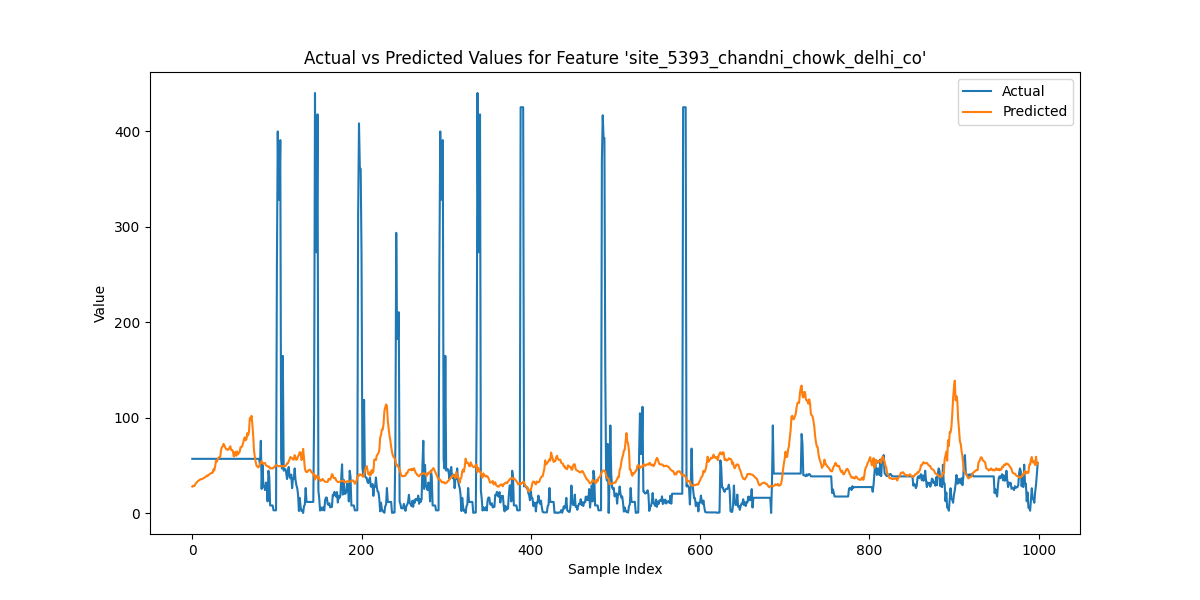 Actual vs Predicted Values for Feature 'site_5393_chandni_chowk_delhi_co'
Actual
Predicted
400
300
200
100
0
Value
0
200
400
600
800
1000
Sample Index